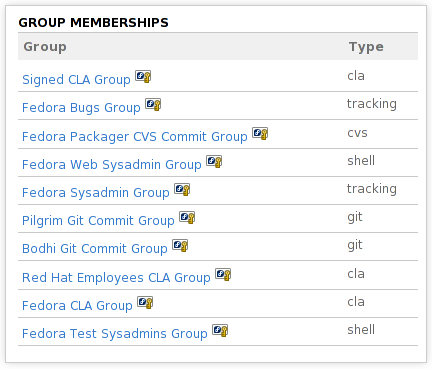 GROUP MEMBERSHIPS
Group Type
Signed CLA Group cla
Fedora Bugs Group tracking
Fedora Packager CVS Commit Group cvs
Fedora Web Sysadmin Group shell
Fedora Sysadmin Group tracking
Pilgrim Git Commit Group git
Bodhi Git Commit Group git
Red Hat Employees CLA Group cla
Fedora CLA Group cla
Fedora Test Sysadmins Group shell